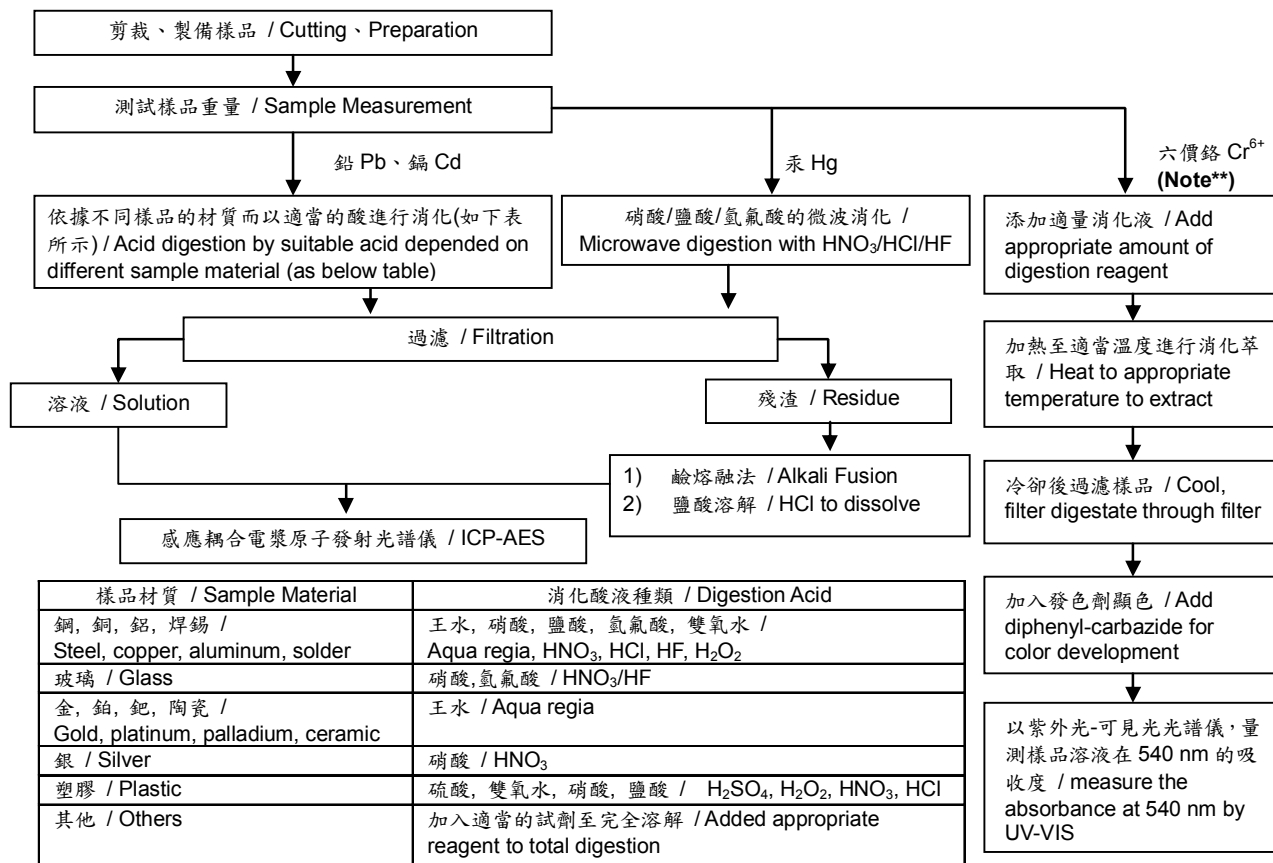 剪裁、製備樣品 / Cutting、Preparation
測試樣品重量 / Sample Measurement
鉛 Pb、鎘 Cd
汞 Hg
六價鉻 Cr⁶⁺
(Note**)
依據不同樣品的材質而以適當的酸進行消化(如下表
所示) / Acid digestion by suitable acid depended on
different sample material (as below table)
硝酸/鹽酸/氫氟酸的微波消化 /
Microwave digestion with HNO₃/HCl/HF
添加適量消化液 / Add
appropriate amount of
digestion reagent
過濾 / Filtration
加熱至適當溫度進行消化萃
取 / Heat to appropriate
temperature to extract
溶液 / Solution
殘渣 / Residue
1) 鹼熔融法 / Alkali Fusion
2) 鹽酸溶解 / HCl to dissolve
冷卻後過濾樣品 / Cool,
filter digestate through filter
感應耦合電漿原子發射光譜儀 / ICP-AES
加入發色劑顯色 / Add
diphenyl-carbazide for
color development
以紫外光-可見光光譜儀，量
測樣品溶液在 540 nm 的吸
收度 / measure the
absorbance at 540 nm by
UV-VIS
樣品材質 / Sample Material
消化酸液種類 / Digestion Acid
鋼, 銅, 鋁, 焊錫 /
Steel, copper, aluminum, solder
王水, 硝酸, 鹽酸, 氫氟酸, 雙氧水 /
Aqua regia, HNO₃, HCl, HF, H₂O₂
玻璃 / Glass
硝酸,氫氟酸 / HNO₃/HF
金, 鉑, 鈀, 陶瓷 /
Gold, platinum, palladium, ceramic
王水 / Aqua regia
銀 / Silver
硝酸 / HNO₃
塑膠 / Plastic
硫酸, 雙氧水, 硝酸, 鹽酸 / H₂SO₄, H₂O₂, HNO₃, HCl
其他 / Others
加入適當的試劑至完全溶解 / Added appropriate
reagent to total digestion